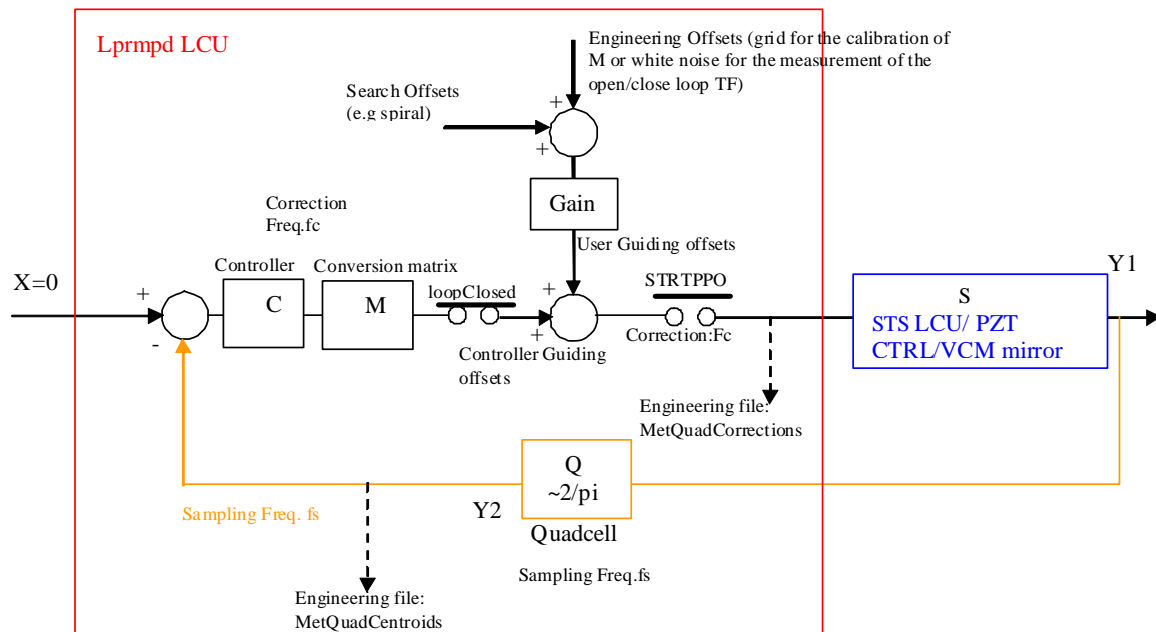 Lprmpd LCU
Engineering Offsets (grid for the calibration of
M or white noise for the measurement of the
open/close loop TF)
Search Offsets
(e.g spiral)
+
+
Gain
Correction
Freq.fc
User Guiding offsets
X=0
Controller
Conversion matrix
loopClosed
STRTPPO
Y1
+
-
C
M
+
+
Correction:Fc
Controller Guiding
offsets
S
STS LCU/ PZT
CTRL/VCM mirror
Engineering file:
MetQuadCorrections
Q
~2/pi
Y2
Quadcell
Sampling Freq. fs
Sampling Freq.fs
Engineering file:
MetQuadCentroids